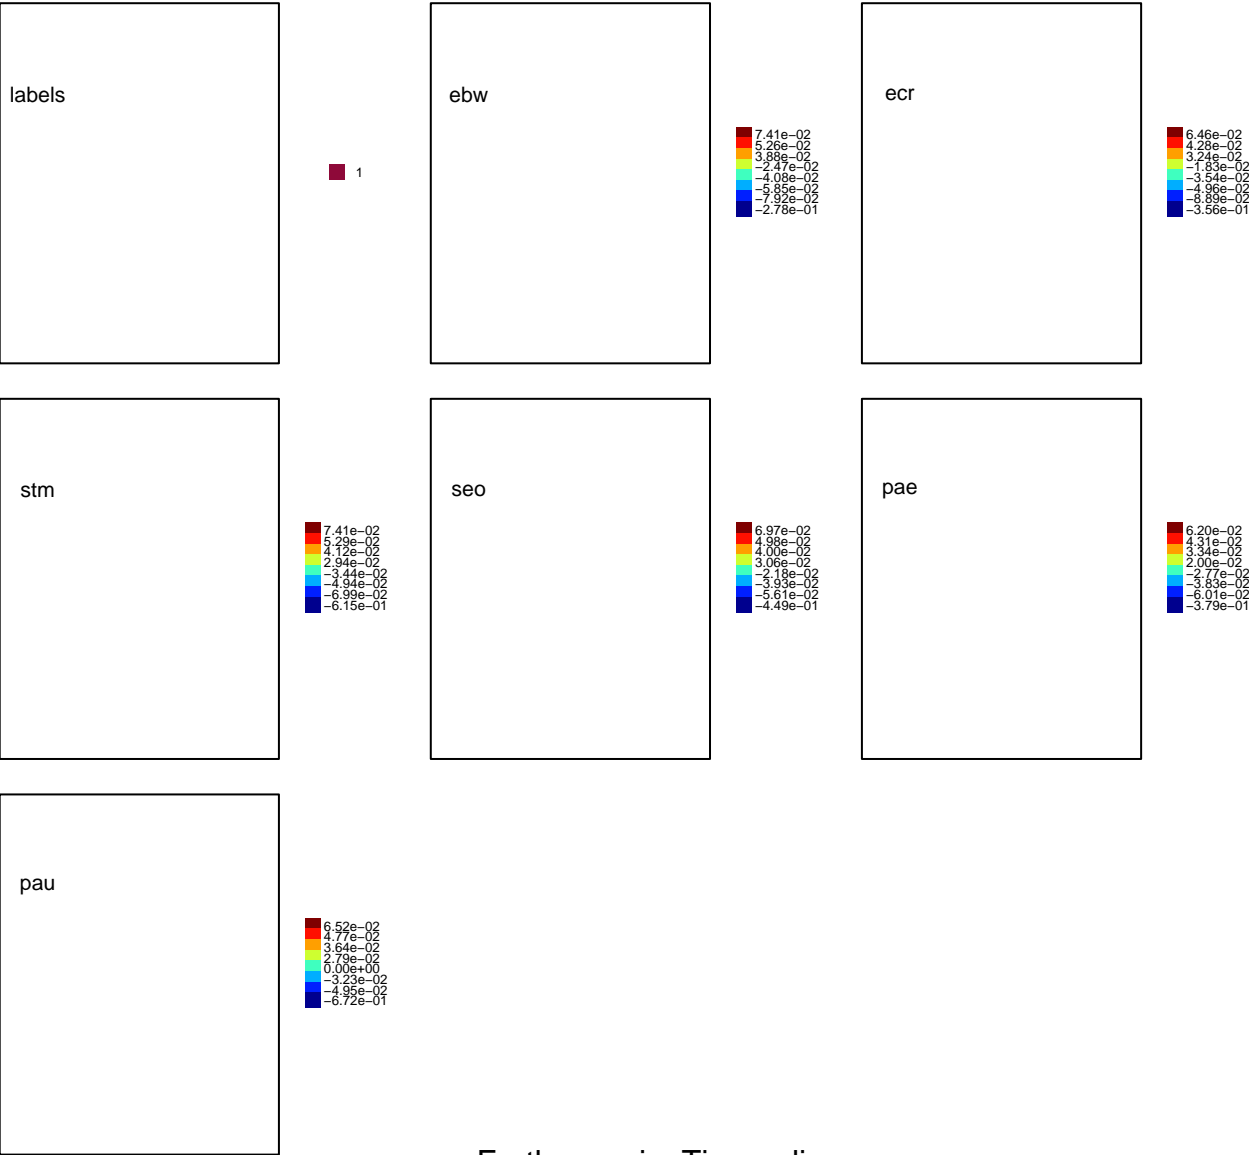 labels
1
ebw
7.41e−02
5.26e−02
3.88e−02
−2.47e−02
−4.08e−02
−5.85e−02
−7.92e−02
−2.78e−01
ecr
6.46e−02
4.28e−02
3.24e−02
−1.83e−02
−3.54e−02
−4.96e−02
−8.89e−02
−3.56e−01
stm
7.41e−02
5.29e−02
4.12e−02
2.94e−02
−3.44e−02
−4.94e−02
−6.99e−02
−6.15e−01
seo
6.97e−02
4.98e−02
4.00e−02
3.06e−02
−2.18e−02
−3.93e−02
−5.61e−02
−4.49e−01
pae
6.20e−02
4.31e−02
3.34e−02
2.00e−02
−2.77e−02
−3.83e−02
−6.01e−02
−3.79e−01
pau
6.52e−02
4.77e−02
3.64e−02
2.79e−02
0.00e+00
−3.23e−02
−4.95e−02
−6.72e−01